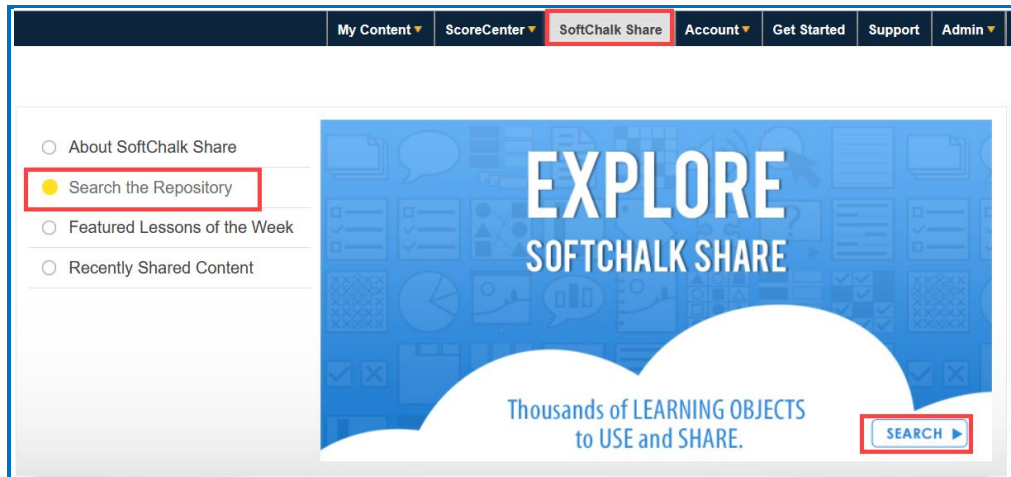 My Content ScoreCenter SoftChalk Share Account Get Started Support Admin
About SoftChalk Share
Search the Repository
Featured Lessons of the Week
Recently Shared Content
EXPLORE
SOFTCHALK SHARE
Thousands of LEARNING OBJECTS
to USE and SHARE.
SEARCH